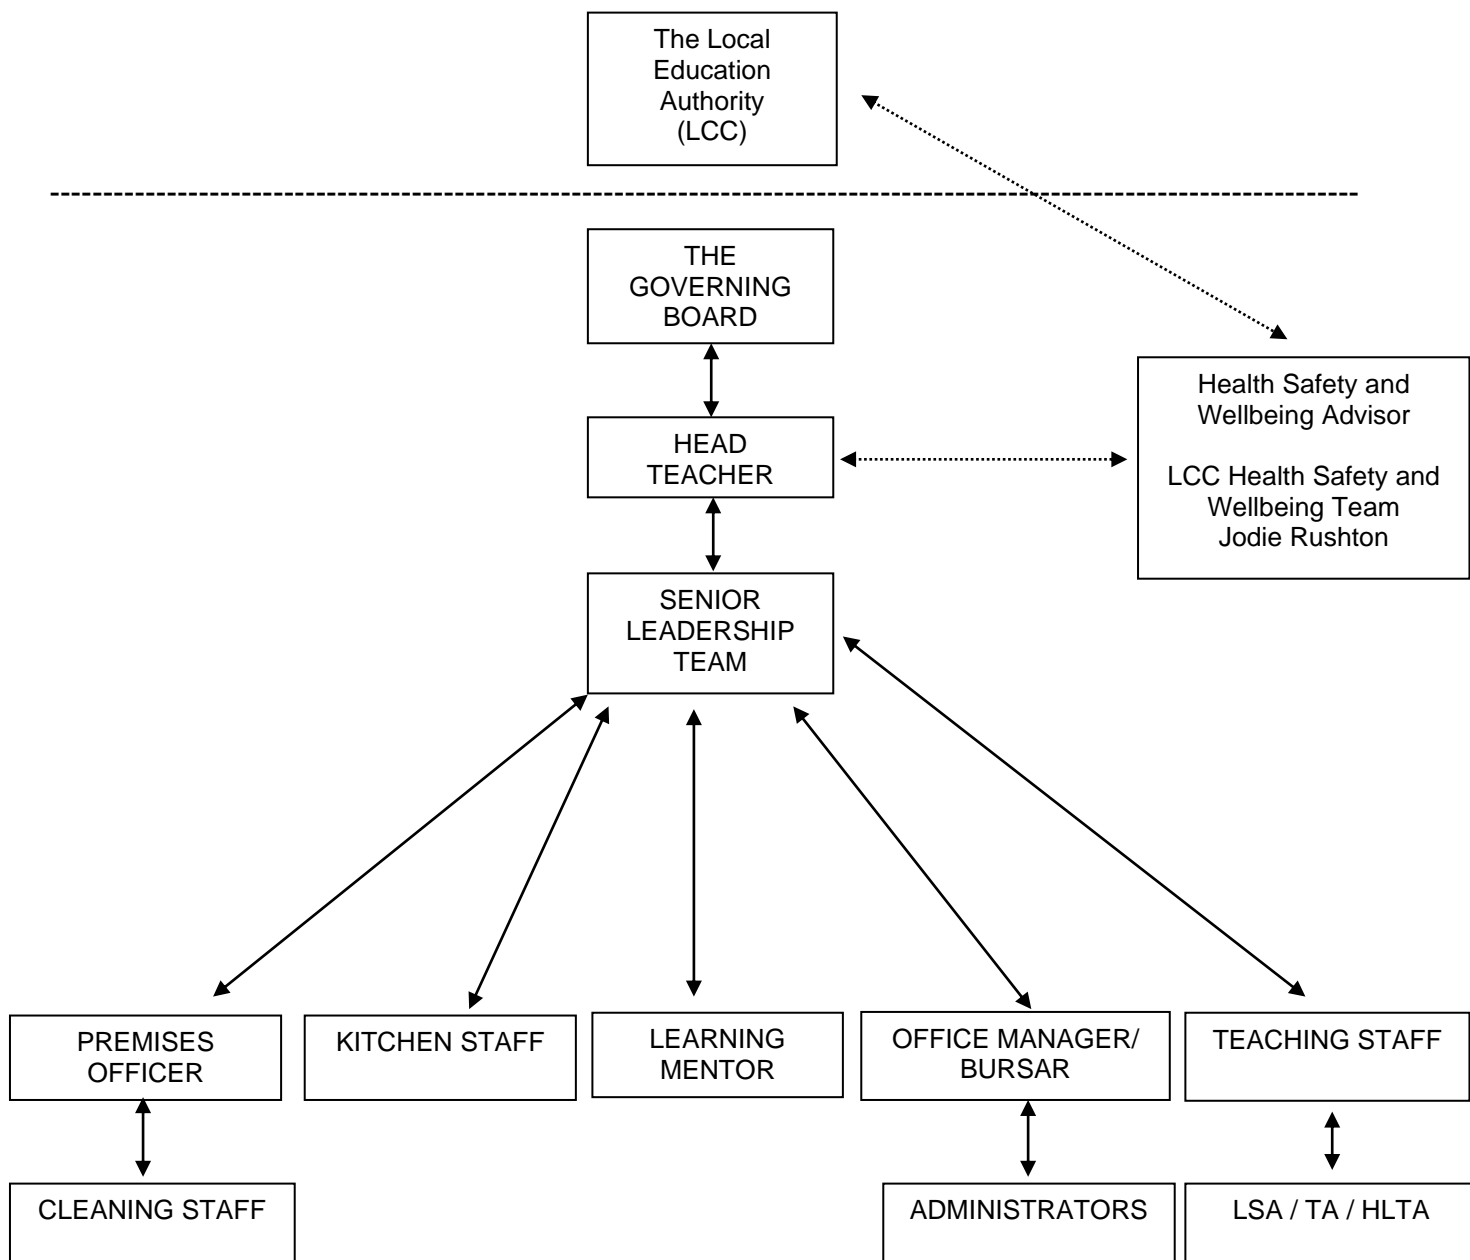 The Local
Education
Authority
(LCC)
THE
GOVERNING
BOARD
HEAD
TEACHER
Health Safety and
Wellbeing Advisor
LCC Health Safety and
Wellbeing Team
Jodie Rushton
SENIOR
LEADERSHIP
TEAM
PREMISES
OFFICER
KITCHEN STAFF
LEARNING
MENTOR
OFFICE MANAGER/
BURSAR
TEACHING STAFF
CLEANING STAFF
ADMINISTRATORS
LSA / TA / HLTA